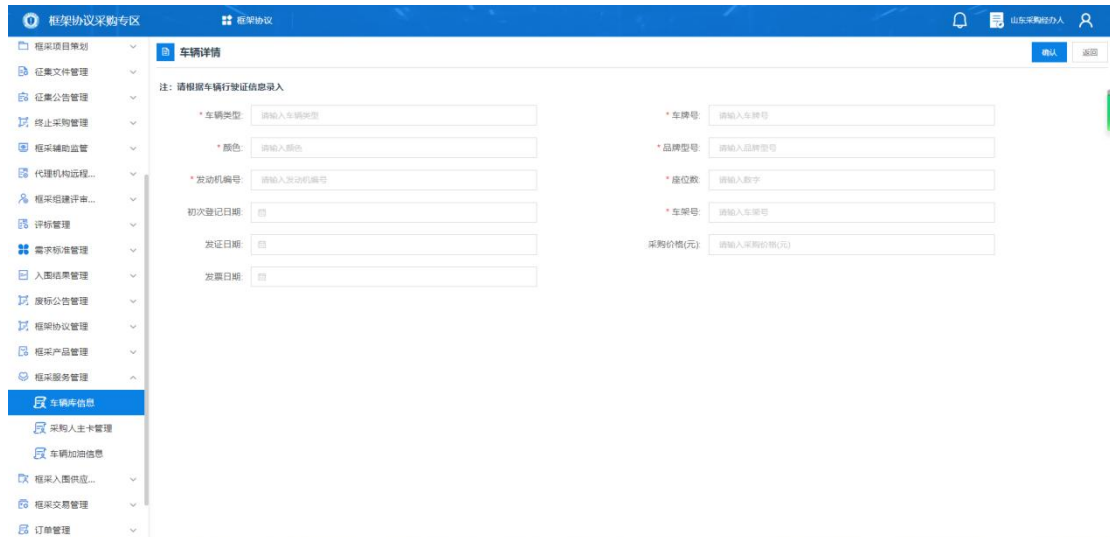 框架协议采购专区
框架协议
山东采购经办人
框采项目策划
征集文件管理
征集公告管理
终止采购管理
框采辅助监管
代理机构远程...
框采组建评审...
评标管理
需求标准管理
入围结果管理
废标公告管理
框架协议管理
框采产品管理
框采服务管理
车辆库信息
采购人主卡管理
车辆加油信息
框采入围供应...
框采交易管理
订单管理
车辆详情
确认
返回
注：请根据车辆行驶证信息录入
* 车辆类型: 请输入车辆类型
* 车牌号: 请输入车牌号
* 颜色: 请输入颜色
* 品牌型号: 请输入品牌型号
* 发动机编号: 请输入发动机编号
* 座位数: 请输入数字
初次登记日期:
* 车架号: 请输入车架号
发证日期:
采购价格(元): 请输入采购价格(元)
发票日期: